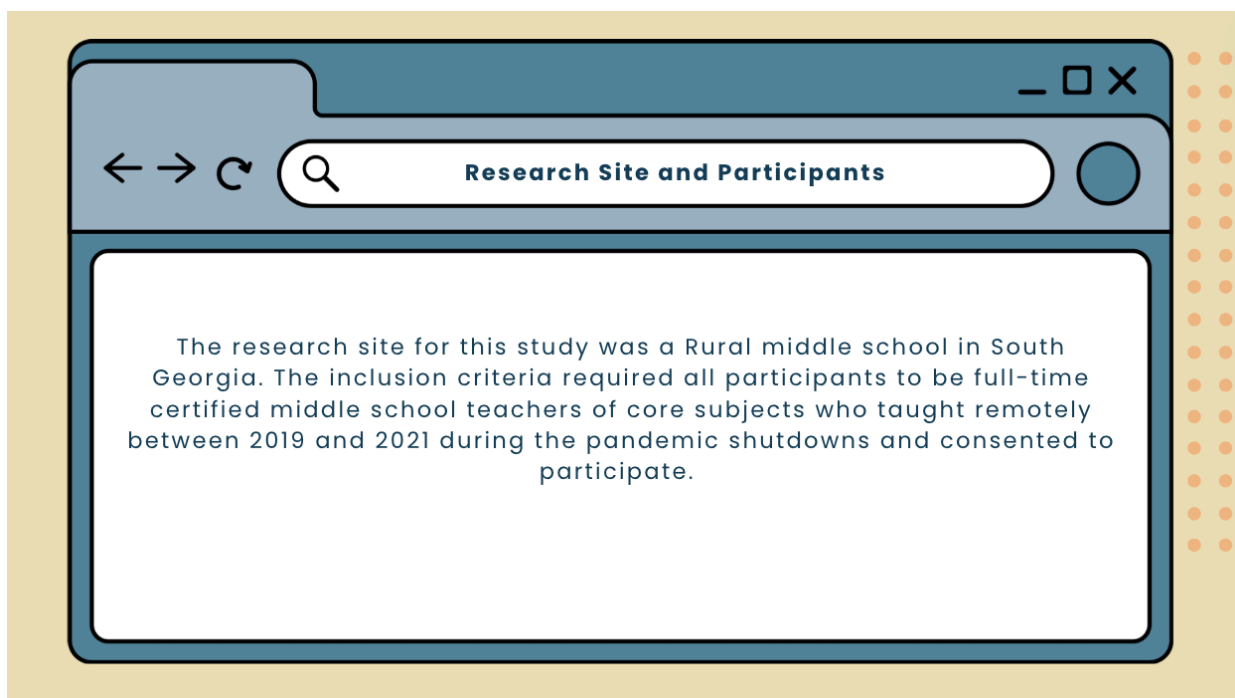 Research Site and Participants
The research site for this study was a Rural middle school in South
Georgia. The inclusion criteria required all participants to be full-time
certified middle school teachers of core subjects who taught remotely
between 2019 and 2021 during the pandemic shutdowns and consented to
participate.